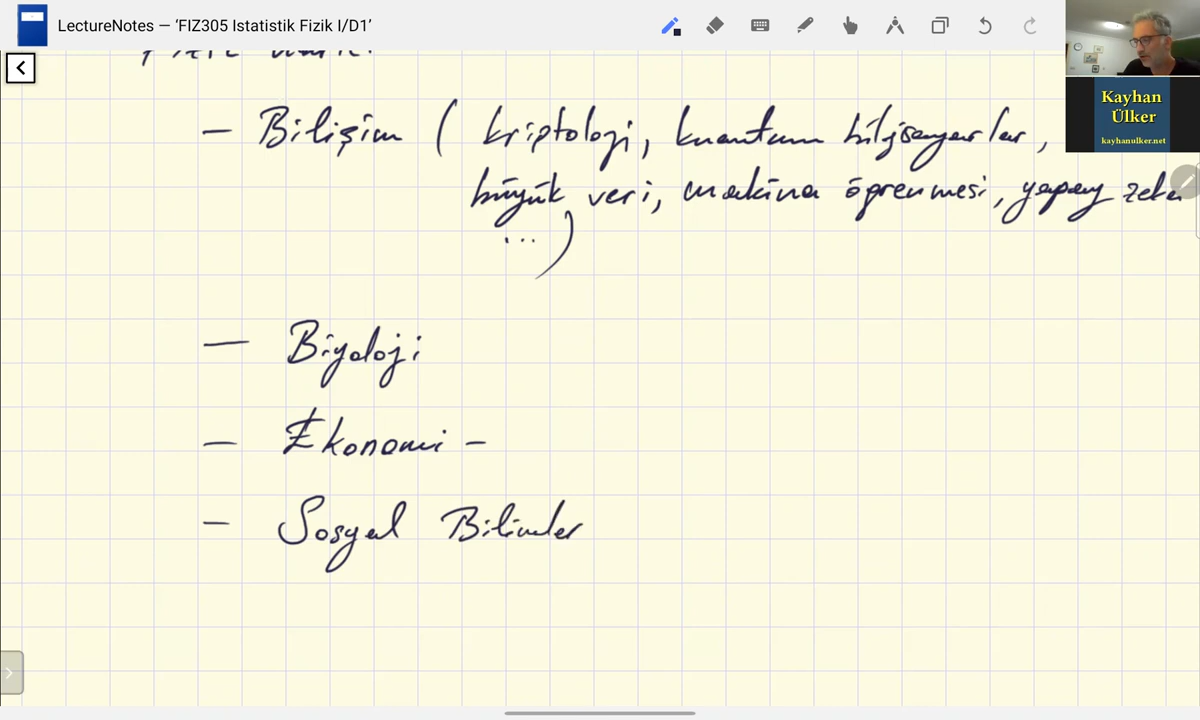 LectureNotes — ‘FIZ305 Istatistik Fizik I/D1’
Kayhan
Ülker
kayhanulker.net
— Bilişim ( kriptoloji, kuantum bilgisayarlar,
büyük veri, makina öğrenmesi, yapay zeka
...)
— Biyoloji
— Ekonomi -
— Sosyal Bilimler